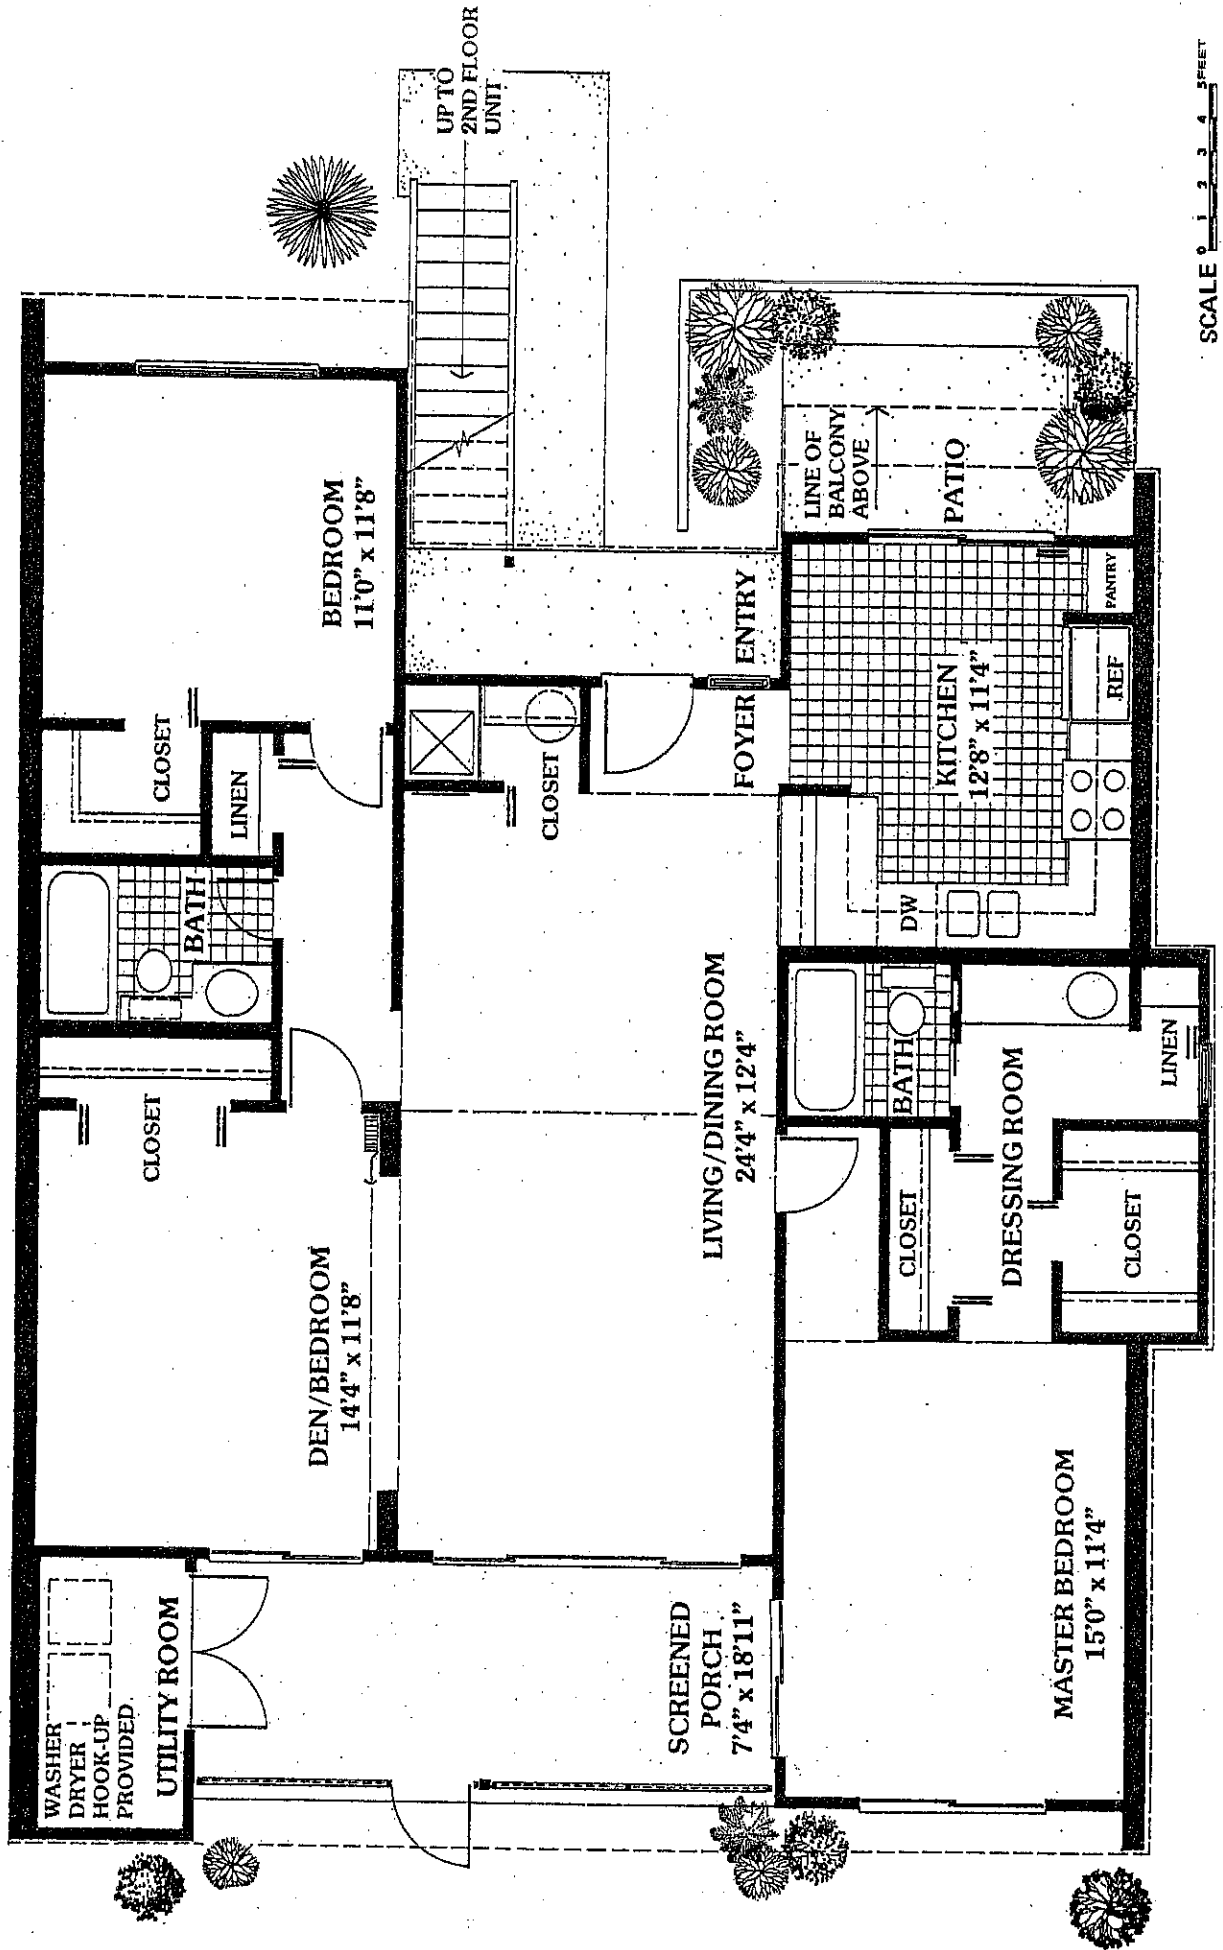 WASHER
DRYER
HOOK-UP
PROVIDED
UTILITY ROOM
CLOSET
BATH
LINEN
CLOSET
DEN/BEDROOM
14'4" x 11'8"
BEDROOM
11'0" x 11'8"
UP TO
2ND FLOOR
UNIT
CLOSET
SCREENED
PORCH
7'4" x 18'11"
LIVING/DINING ROOM
24'4" x 12'4"
FOYER
ENTRY
LINE OF
BALCONY
ABOVE
PATIO
CLOSET
BATH
DW
KITCHEN
12'8" x 11'4"
PANTRY
REF
DRESSING ROOM
MASTER BEDROOM
15'0" x 11'4"
CLOSET
LINEN
SCALE 0 1 2 3 4 5 FEET